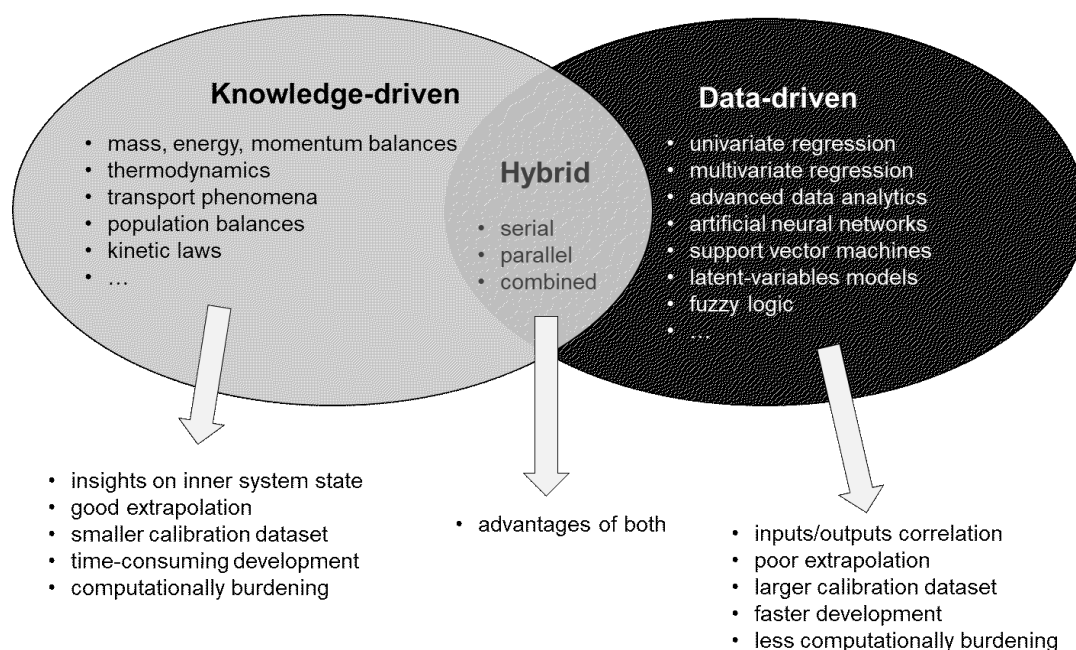 Knowledge-driven
• mass, energy, momentum balances
• thermodynamics
• transport phenomena
• population balances
• kinetic laws
• ...
Hybrid
• serial
• parallel
• combined
Data-driven
• univariate regression
• multivariate regression
• advanced data analytics
• artificial neural networks
• support vector machines
• latent-variables models
• fuzzy logic
• ...
• insights on inner system state
• good extrapolation
• smaller calibration dataset
• time-consuming development
• computationally burdening
• advantages of both
• inputs/outputs correlation
• poor extrapolation
• larger calibration dataset
• faster development
• less computationally burdening